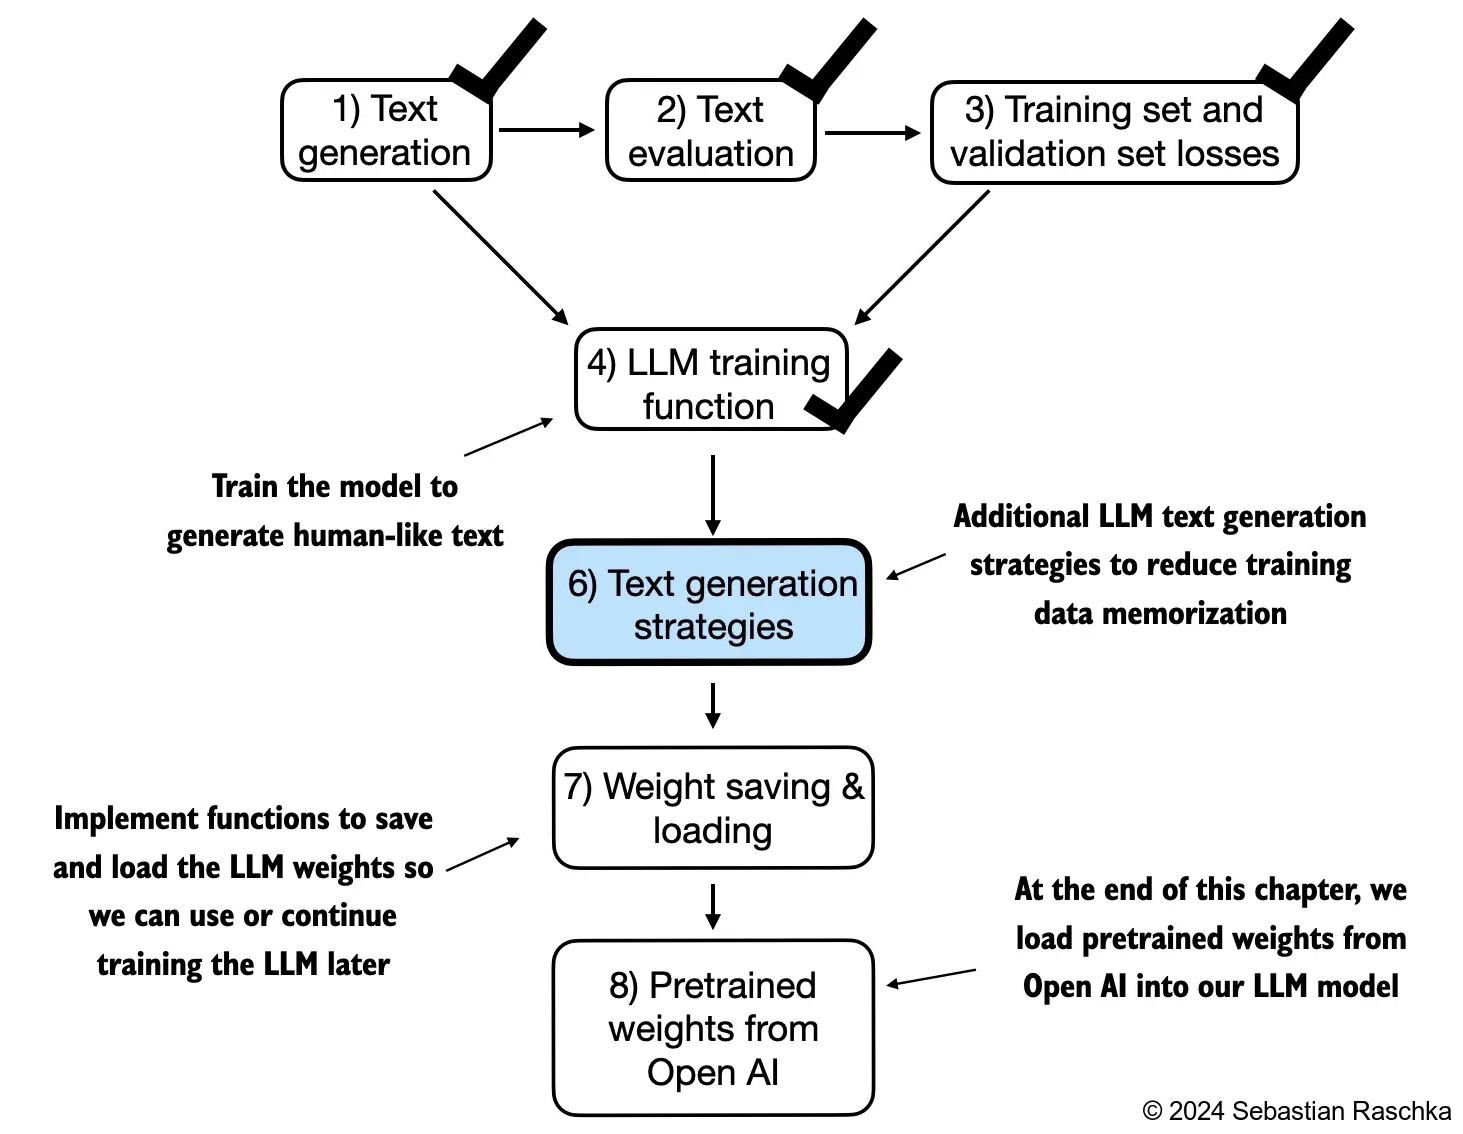 1) Text
generation
2) Text
evaluation
3) Training set and
validation set losses
4) LLM training
function
Train the model to
generate human-like text
6) Text generation
strategies
Additional LLM text generation
strategies to reduce training
data memorization
7) Weight saving &
loading
Implement functions to save
and load the LLM weights so
we can use or continue
training the LLM later
8) Pretrained
weights from
Open AI
At the end of this chapter, we
load pretrained weights from
Open AI into our LLM model
© 2024 Sebastian Raschka